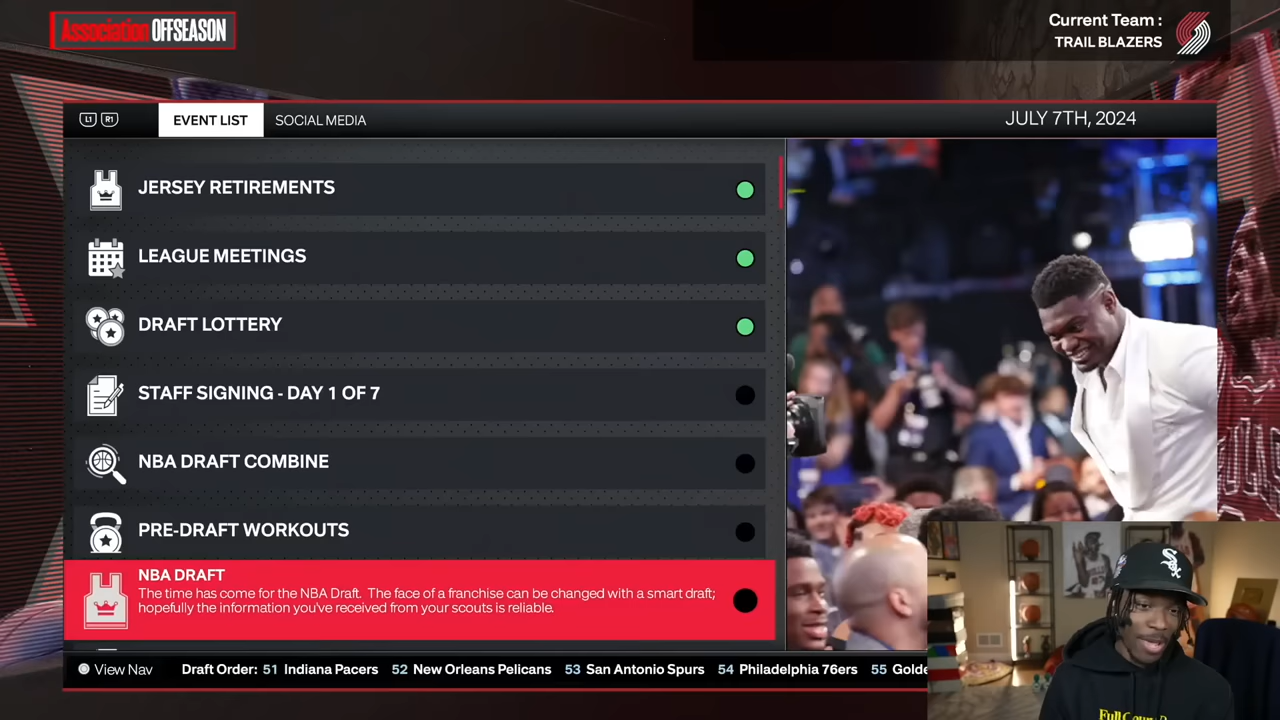 Association OFFSEASON
Current Team :
TRAIL BLAZERS
L1 R1
EVENT LIST
SOCIAL MEDIA
JULY 7TH, 2024
JERSEY RETIREMENTS
LEAGUE MEETINGS
DRAFT LOTTERY
STAFF SIGNING - DAY 1 OF 7
NBA DRAFT COMBINE
PRE-DRAFT WORKOUTS
NBA DRAFT
The time has come for the NBA Draft. The face of a franchise can be changed with a smart draft;
hopefully the information you've received from your scouts is reliable.
View Nav
Draft Order: 51 Indiana Pacers 52 New Orleans Pelicans 53 San Antonio Spurs 54 Philadelphia 76ers 55 Golde
Sox